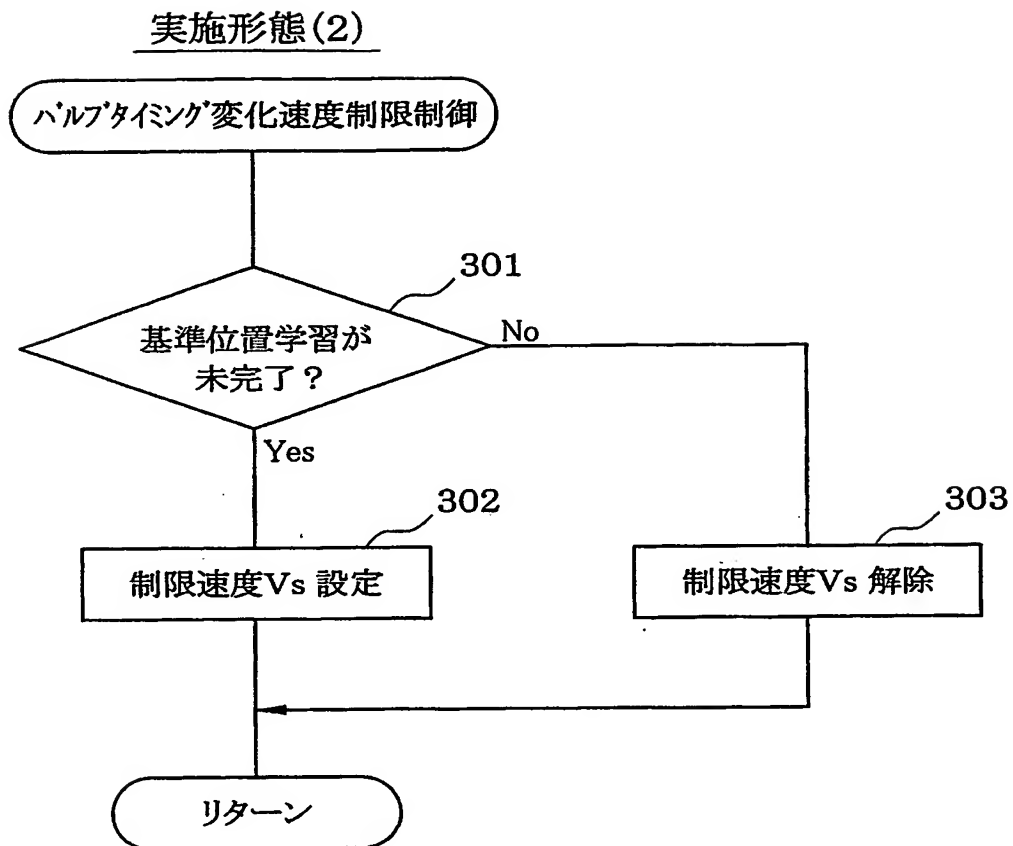 実施形態(2)
バルブタイミング変化速度制限制御
301
基準位置学習が
未完了？
No
Yes
302
制限速度Vs 設定
303
制限速度Vs 解除
リターン